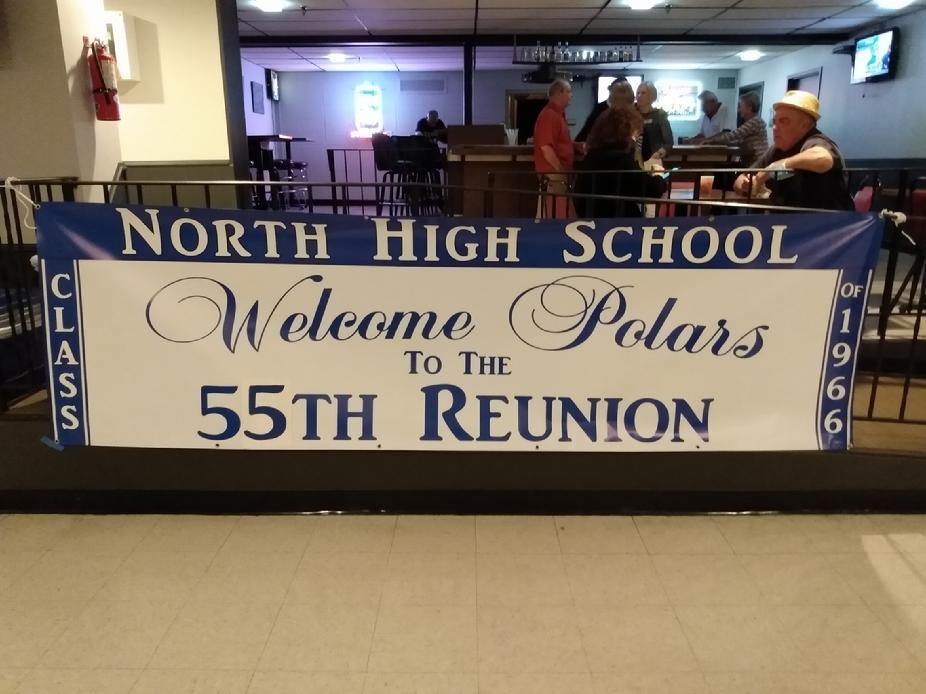 North High School
Class
of 1966
Welcome Polars
To The
55th Reunion